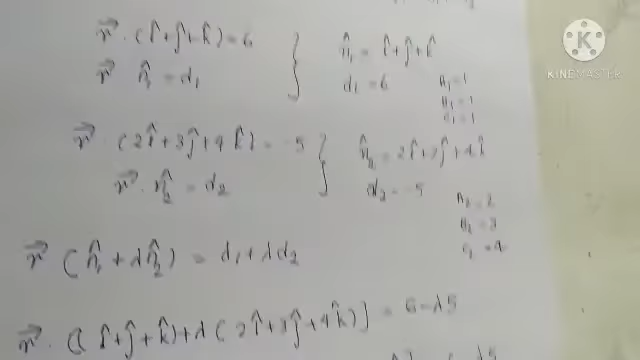 r⃗ · (î+ĵ+k̂) = 6 } n̂₁ = î+ĵ+k̂
r⃗ n̂₁ = d₁ d₁ = 6
A₁ = 1
B₁ = 1
C₁ = 1
r⃗ · (2î+3ĵ+4k̂) = -5 } n̂₂ = 2î+3ĵ+4k̂
r⃗ · n̂₂ = d₂ d₂ = -5
A₂ = 2
B₂ = 3
C₂ = 4
r⃗ (n̂₁ + λn̂₂) = d₁ + λd₂
r⃗ · [(î+ĵ+k̂) + λ(2î+3ĵ+4k̂)] = 6-λ5
K
KINEMASTER